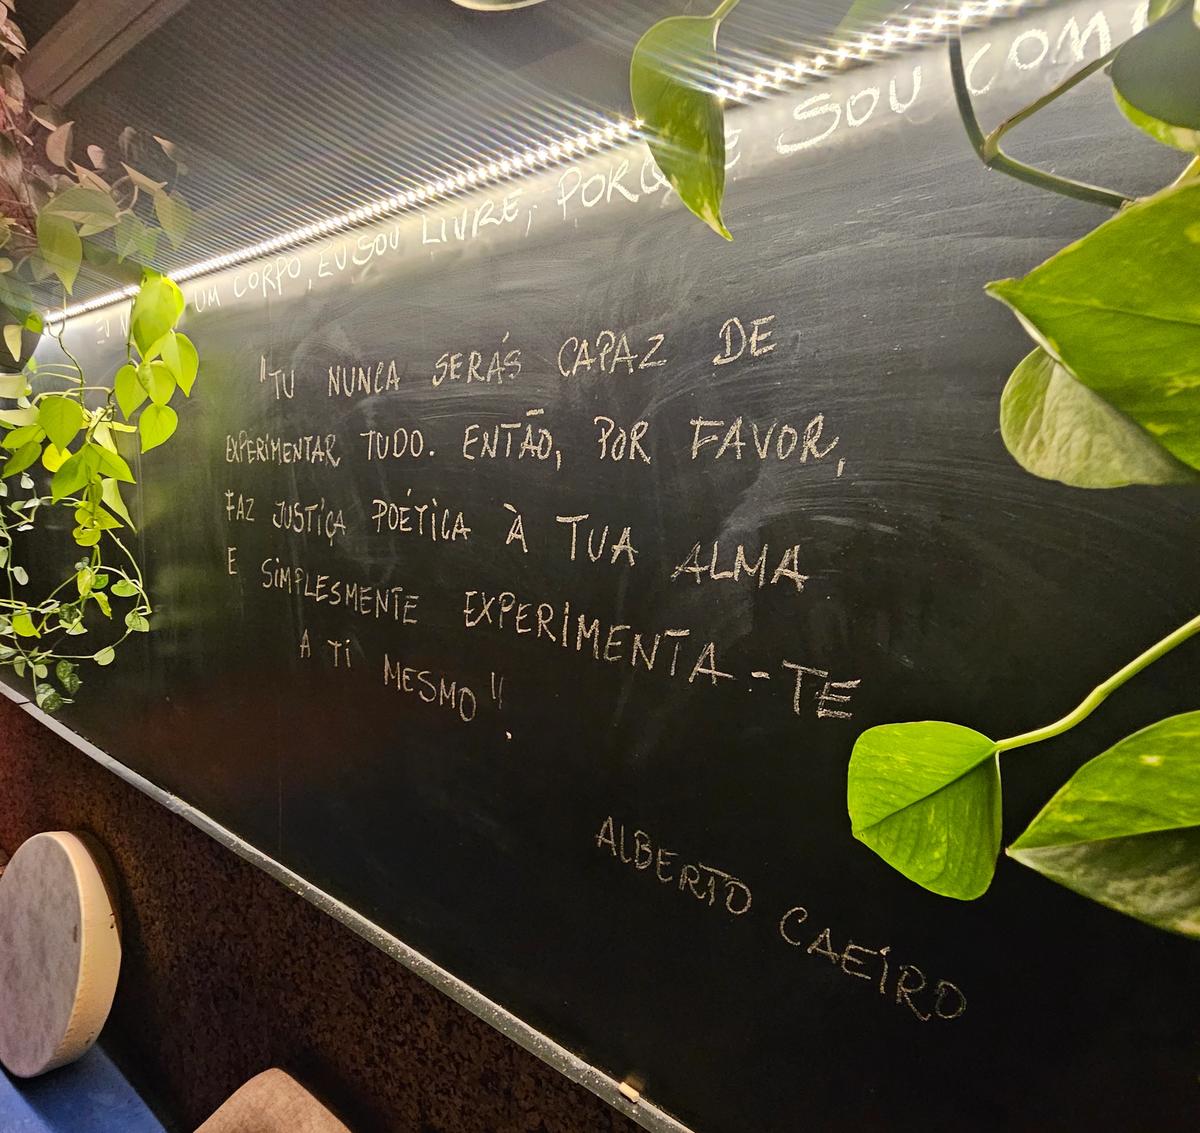 UM CORPO, EU SOU LIVRE, PORQUE SOU COMO
"TU NUNCA SERÁS CAPAZ DE
EXPERIMENTAR TUDO. ENTÃO, POR FAVOR,
FAZ JUSTIÇA POÉTICA À TUA ALMA
E SIMPLESMENTE EXPERIMENTA-TE
A TI MESMO".
ALBERTO CAEIRO